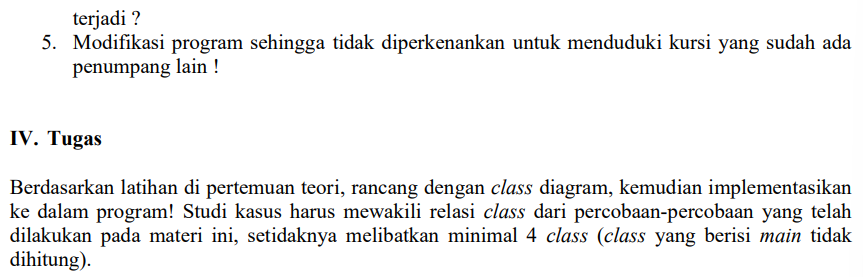 terjadi ?
5. Modifikasi program sehingga tidak diperkenankan untuk menduduki kursi yang sudah ada
penumpang lain !
IV. Tugas
Berdasarkan latihan di pertemuan teori, rancang dengan class diagram, kemudian implementasikan
ke dalam program! Studi kasus harus mewakili relasi class dari percobaan-percobaan yang telah
dilakukan pada materi ini, setidaknya melibatkan minimal 4 class (class yang berisi main tidak
dihitung).